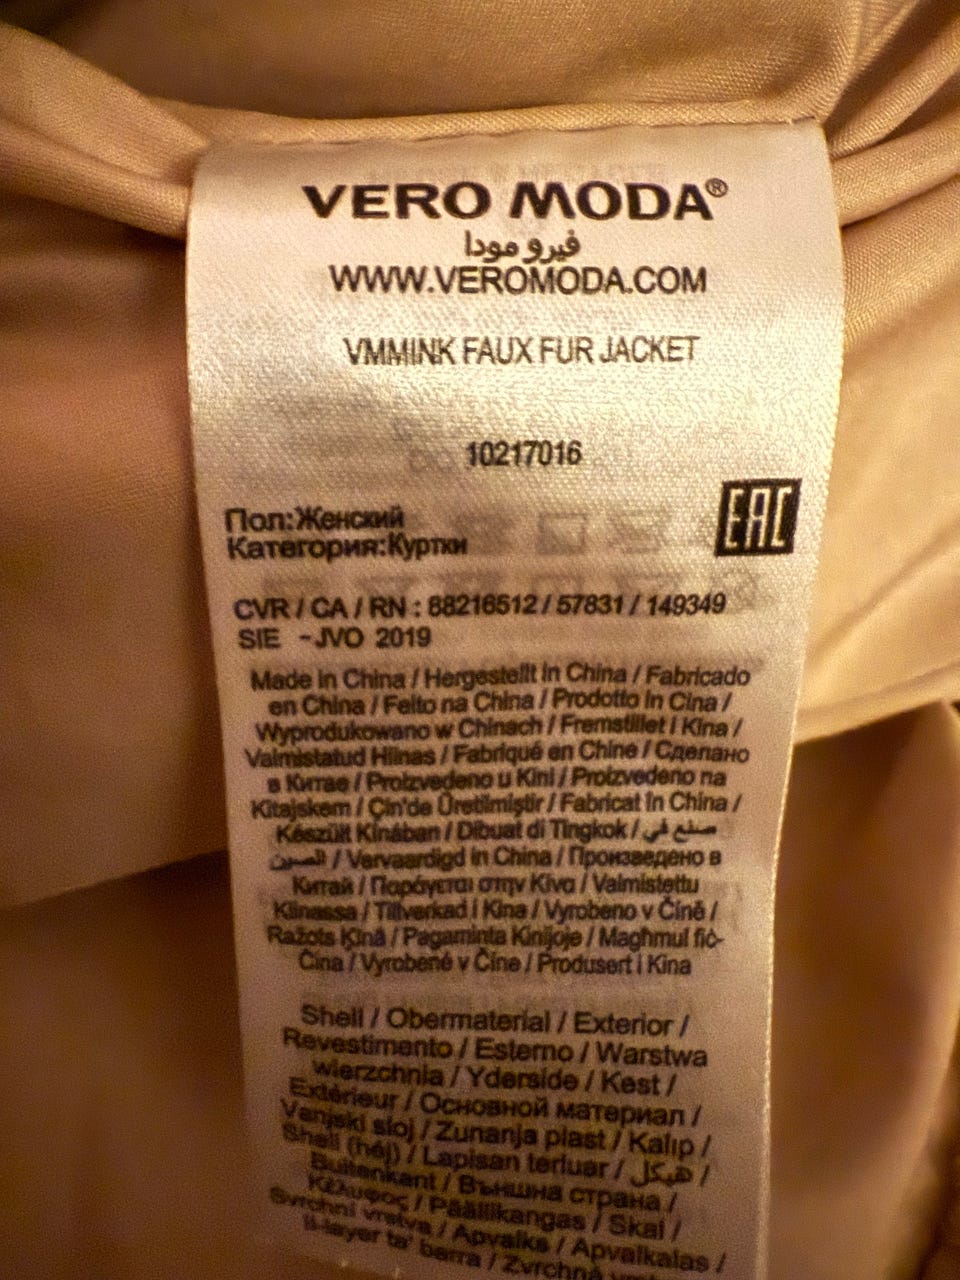 VERO MODA®
فيرو مودا
WWW.VEROMODA.COM
VMMINK FAUX FUR JACKET
10217016
Пол:Женский
Категория:Куртки
EAC
CVR / CA / RN : 88216512 / 57831 / 149349
SIE - JVO 2019
Made in China / Hergestellt in China / Fabricado
en China / Feito na China / Prodotto in Cina /
Wyprodukowano w Chinach / Fremstillet i Kina /
Valmistatud Hiinas / Fabriqué en Chine / Сделано
в Китае / Proizvedeno u Kini / Proizvedeno na
Kitajskem / Çin'de Üretilmiştir / Fabricat în China /
Készült Kínában / Dibuat di Tingkok / صنع في
الصين / Vervaardigd in China / Произведено в
Китай / Παράγεται στην Κίνα / Valmistettu
Kiinassa / Tillverkad i Kina / Vyrobeno v Číně /
Ražots Ķīnā / Pagaminta Kinijoje / Magħmul fiċ-
Ċina / Vyrobené v Číne / Produsert i Kina
Shell / Obermaterial / Exterior /
Revestimento / Esterno / Warstwa
wierzchnia / Yderside / Kest /
Extérieur / Основной материал /
Vanjski sloj / Zunanja plast / Kalıp /
Shell (héj) / Lapisan terluar / هيكل /
Buitenkant / Външна страна /
Κέλυφος / Päällikangas / Skal /
Svrchní vrstva / Apvalks / Apvalkalas /
Il-layer ta' barra / Zvrchná